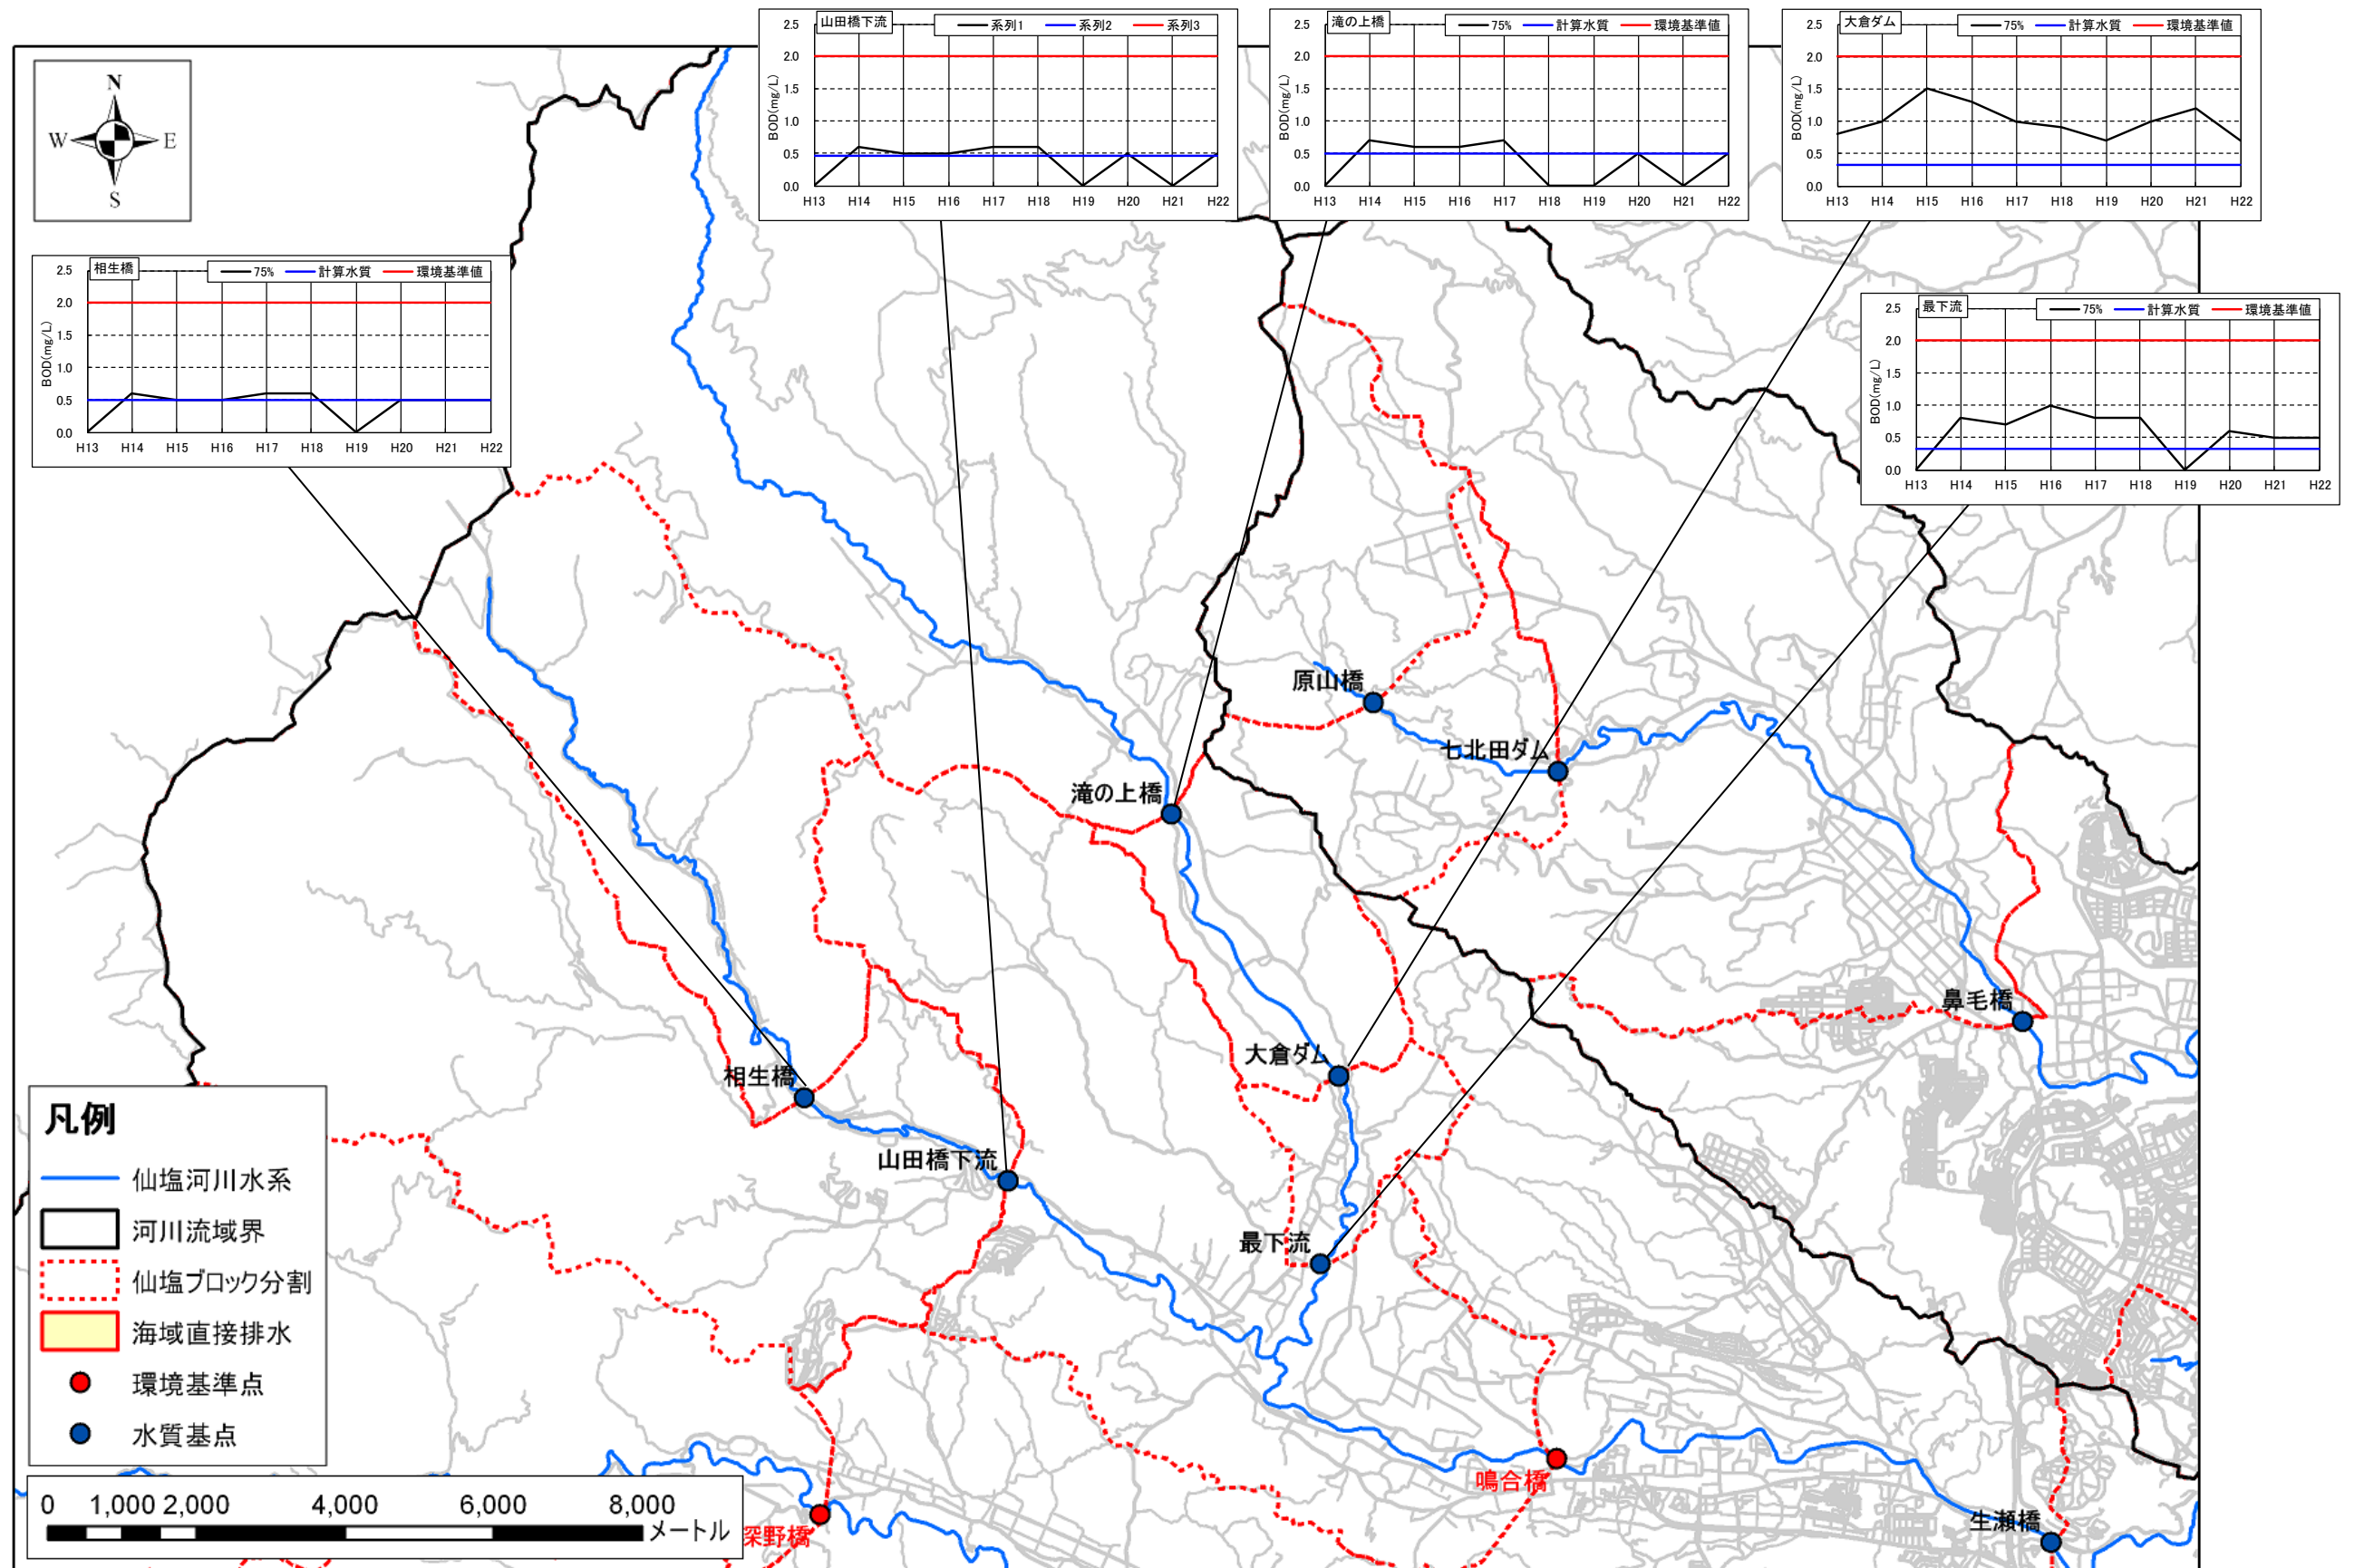 N
W E
S
山田橋下流
系列1 系列2 系列3
BOD(mg/L)
2.5
2.0
1.5
1.0
0.5
0.0
H13 H14 H15 H16 H17 H18 H19 H20 H21 H22
滝の上橋
75% 計算水質 環境基準値
BOD(mg/L)
2.5
2.0
1.5
1.0
0.5
0.0
H13 H14 H15 H16 H17 H18 H19 H20 H21 H22
大倉ダム
75% 計算水質 環境基準値
BOD(mg/L)
2.5
2.0
1.5
1.0
0.5
0.0
H13 H14 H15 H16 H17 H18 H19 H20 H21 H22
相生橋
75% 計算水質 環境基準値
BOD(mg/L)
2.5
2.0
1.5
1.0
0.5
0.0
H13 H14 H15 H16 H17 H18 H19 H20 H21 H22
最下流
75% 計算水質 環境基準値
BOD(mg/L)
2.5
2.0
1.5
1.0
0.5
0.0
H13 H14 H15 H16 H17 H18 H19 H20 H21 H22
原山橋
七北田ダム
滝の上橋
鼻毛橋
大倉ダム
相生橋
山田橋下流
最下流
鳴合橋
生瀬橋
深野橋
凡例
仙塩河川水系
河川流域界
仙塩ブロック分割
海域直接排水
環境基準点
水質基点
0 1,000 2,000 4,000 6,000 8,000
メートル